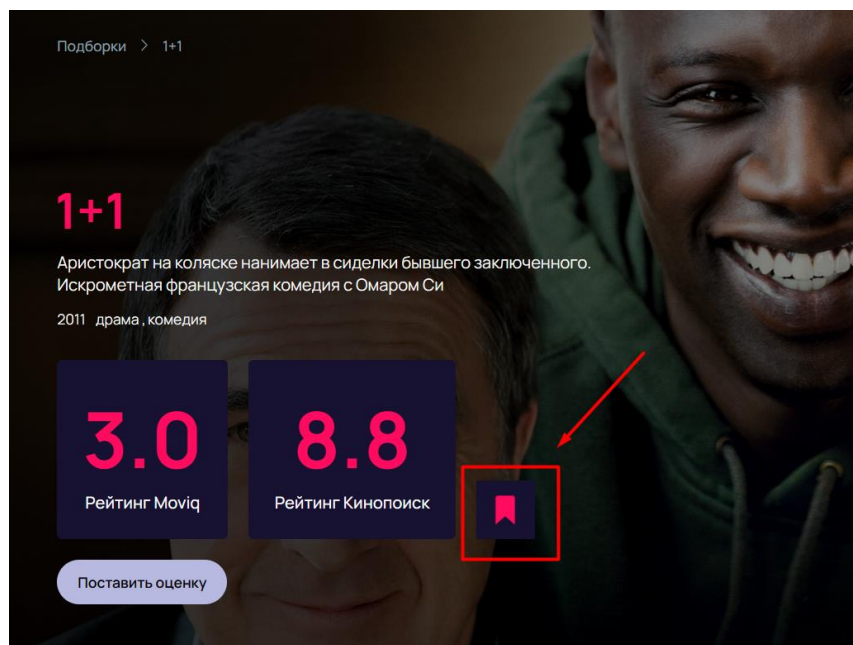 Подборки > 1+1
1+1
Аристократ на коляске нанимает в сиделки бывшего заключенного.
Искрометная французская комедия с Омаром Си
2011 драма , комедия
3.0 8.8
Рейтинг Moviq Рейтинг Кинопоиск
Поставить оценку